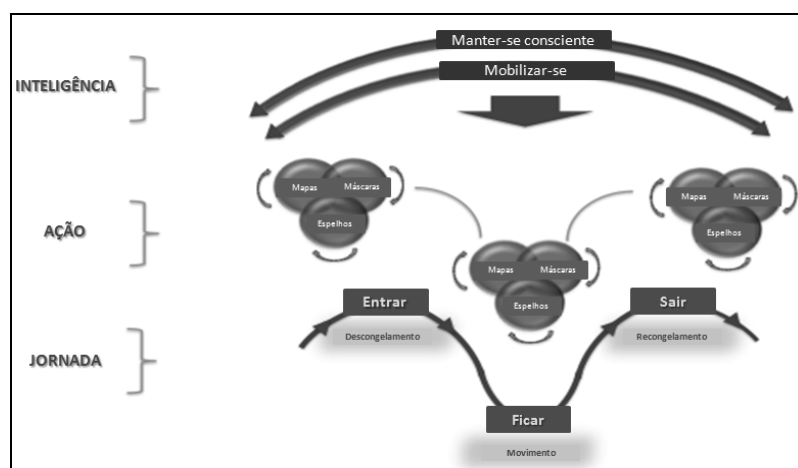 Manter-se consciente
Mobilizar-se
INTELIGÊNCIA
Mapas
Máscaras
Espelhos
Mapas
Máscaras
Espelhos
AÇÃO
Mapas
Máscaras
Espelhos
Entrar
Descongelamento
Sair
Recongelamento
JORNADA
Ficar
Movimento